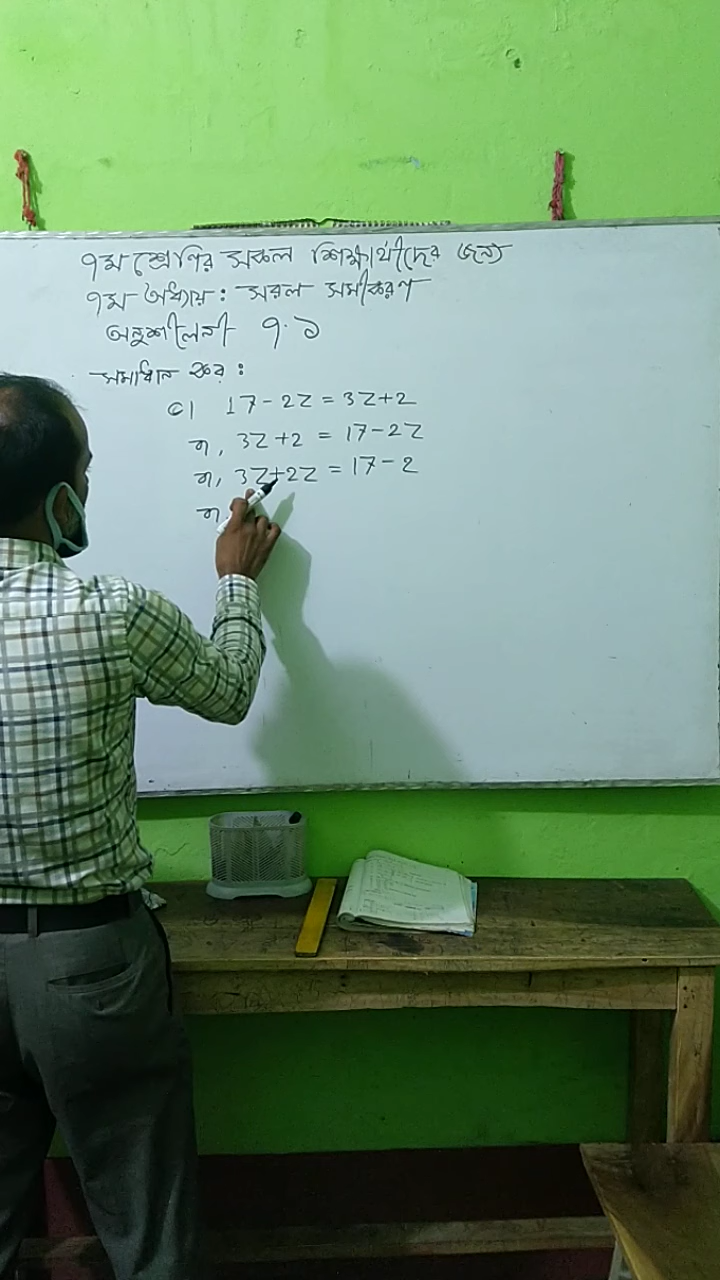 ৭ম শ্রেণির সকল শিক্ষার্থীদের জন্য
৭ম অধ্যায় : সরল সমীকরণ
অনুশীলনী ৭.১
সমাধান কর :
৫। 17-2z = 3z+2
বা, 3z+2 = 17-2z
বা, 3z+2z = 17-2
বা,